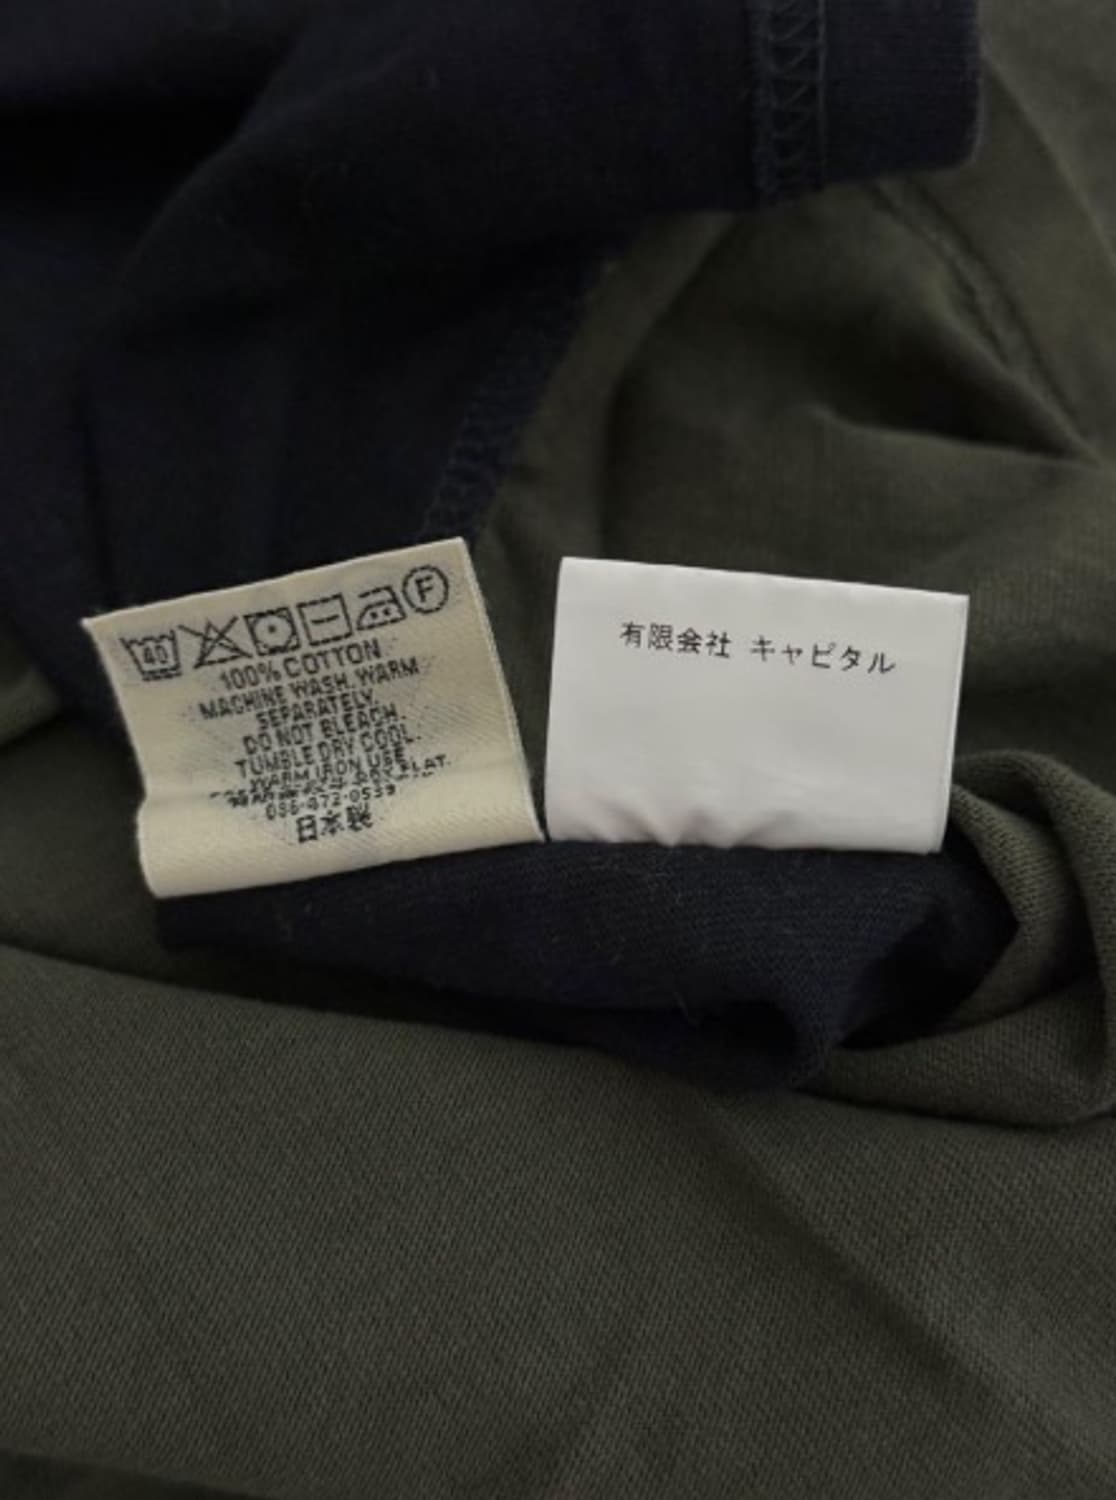 40
F
100% COTTON
MACHINE WASH WARM
SEPARATELY.
DO NOT BLEACH.
TUMBLE DRY COOL.
WARM IRON USE
FLAT.
086-472-0539
日本製
有限会社 キャピタル